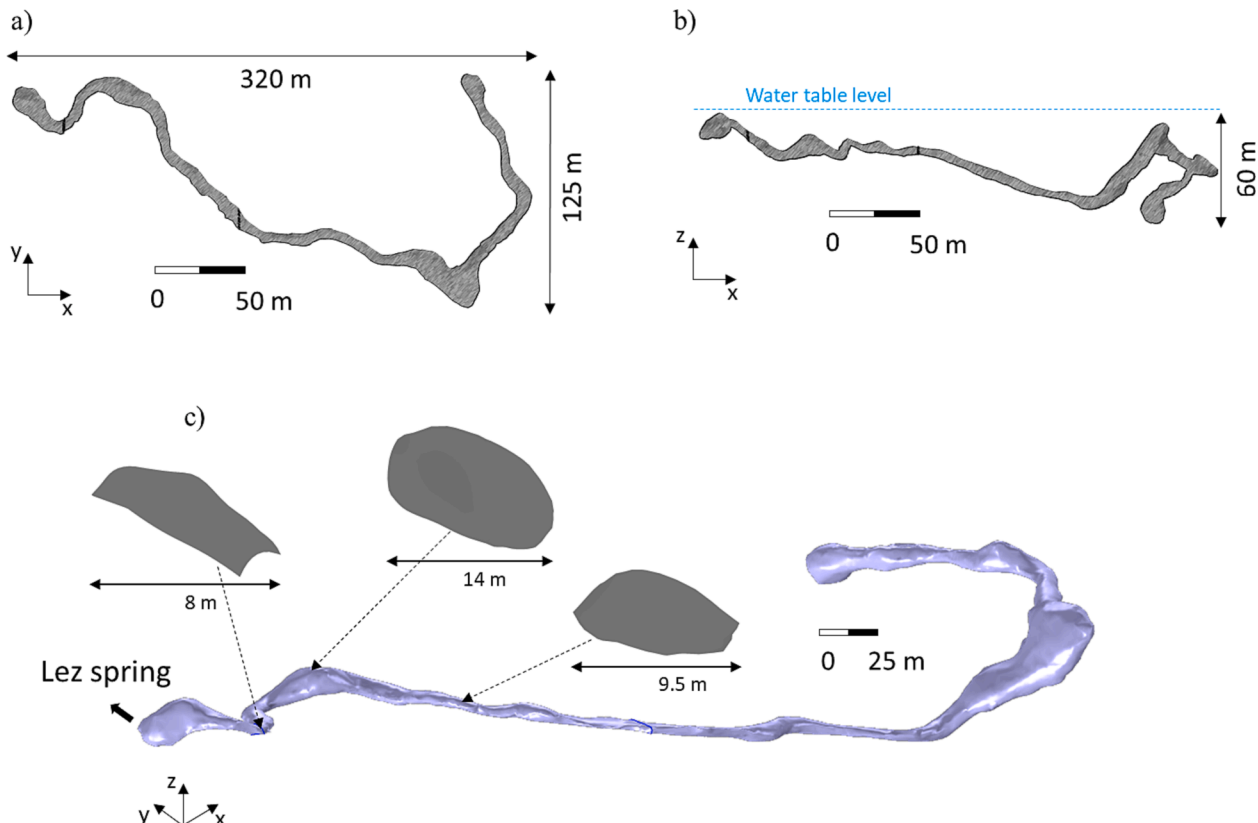 a)
320 m
125 m
y
x
0 50 m
b)
Water table level
60 m
z
x
0 50 m
c)
8 m
14 m
9.5 m
Lez spring
0 25 m
z
y
x